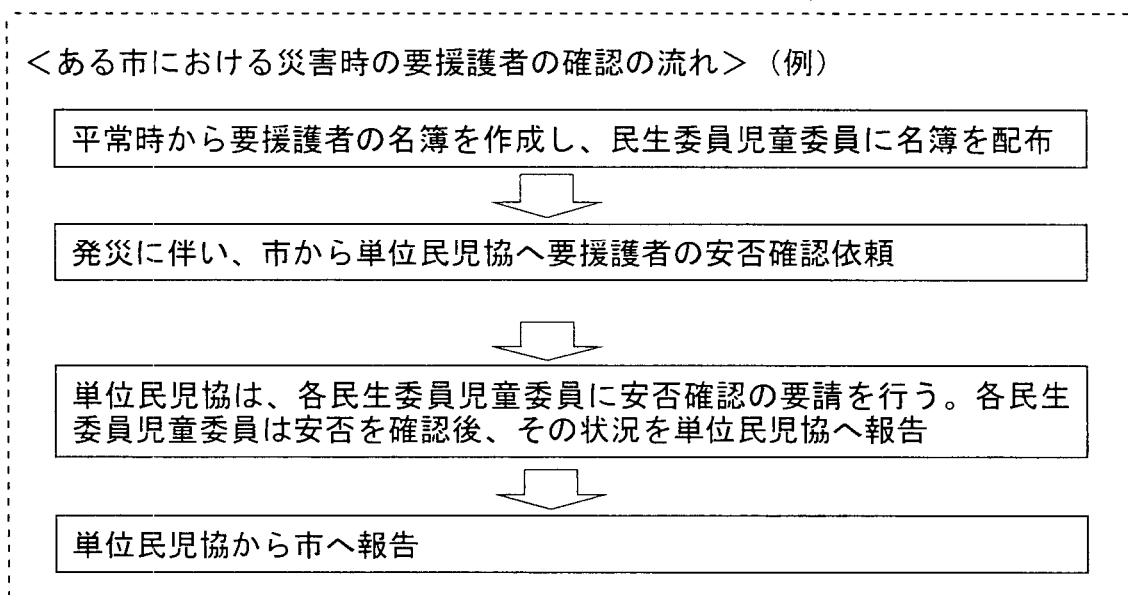 ＜ある市における災害時の要援護者の確認の流れ＞（例）
平常時から要援護者の名簿を作成し、民生委員児童委員に名簿を配布
発災に伴い、市から単位民児協へ要援護者の安否確認依頼
単位民児協は、各民生委員児童委員に安否確認の要請を行う。各民生
委員児童委員は安否を確認後、その状況を単位民児協へ報告
単位民児協から市へ報告